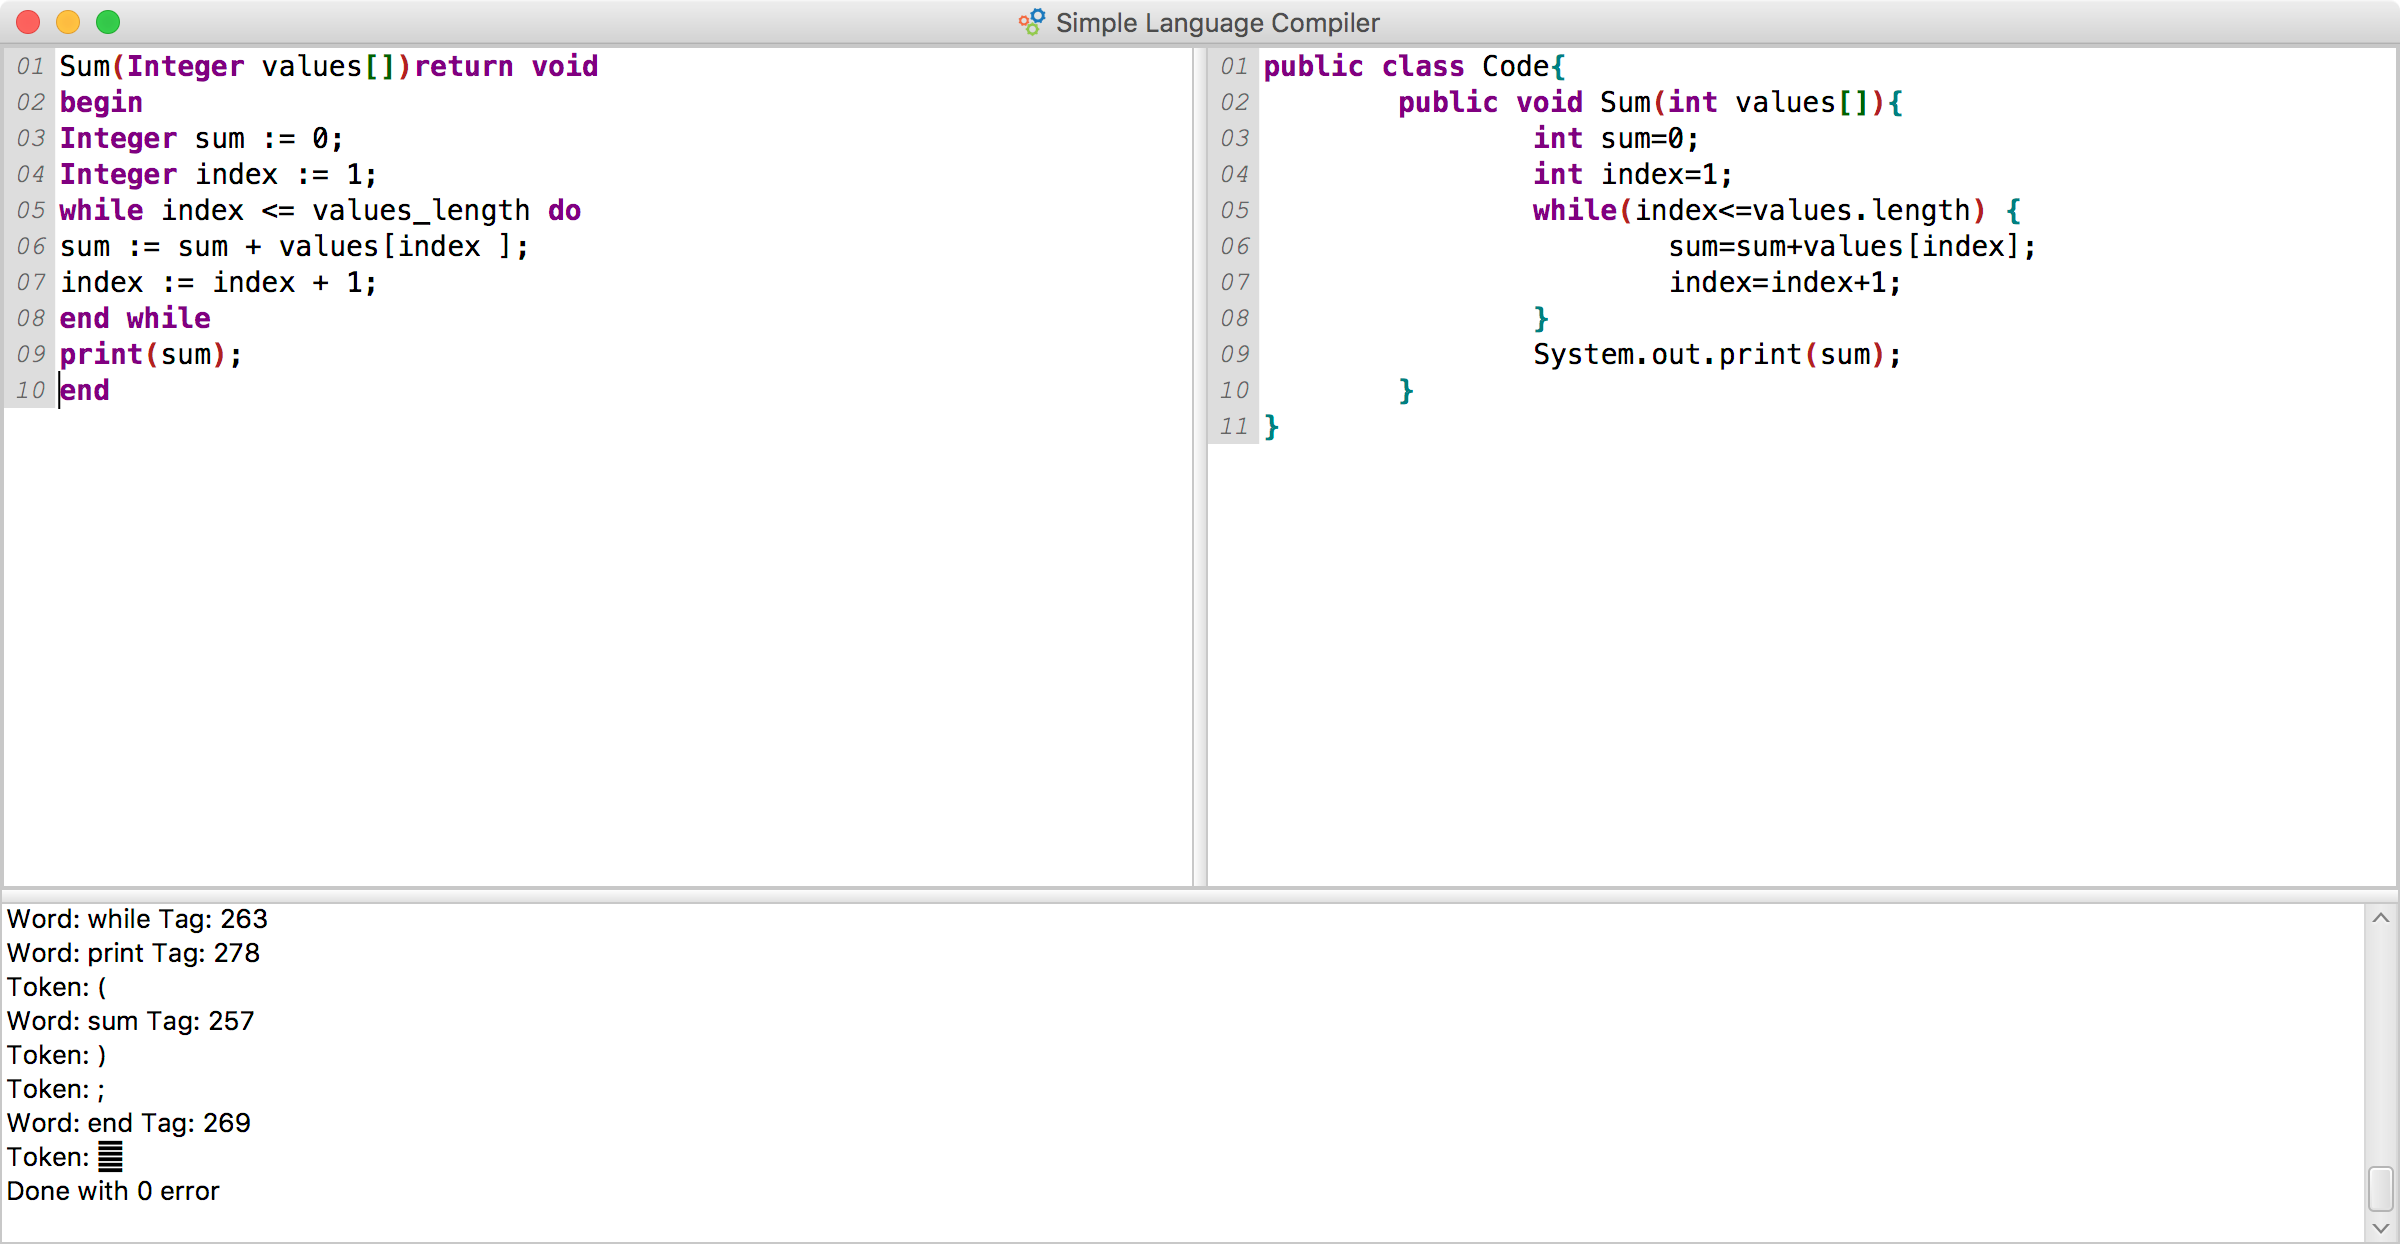 Simple Language Compiler
01 Sum(Integer values[])return void
02 begin
03 Integer sum := 0;
04 Integer index := 1;
05 while index <= values_length do
06 sum := sum + values[index ];
07 index := index + 1;
08 end while
09 print(sum);
10 end
01 public class Code{
02 public void Sum(int values[]){
03 int sum=0;
04 int index=1;
05 while(index<=values.length) {
06 sum=sum+values[index];
07 index=index+1;
08 }
09 System.out.print(sum);
10 }
11 }
Word: while Tag: 263
Word: print Tag: 278
Token: (
Word: sum Tag: 257
Token: )
Token: ;
Word: end Tag: 269
Token:
Done with 0 error